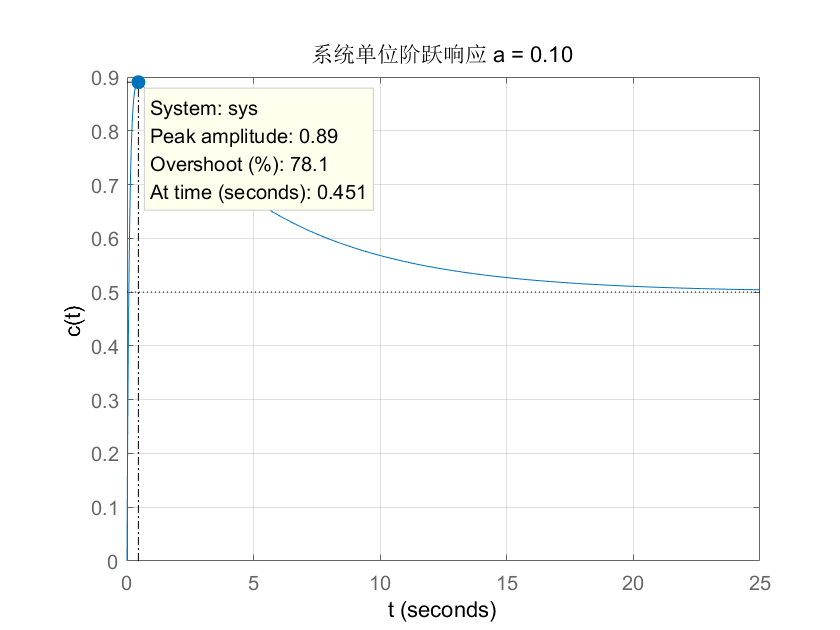 系统单位阶跃响应 a = 0.10
0.9
System: sys
Peak amplitude: 0.89
Overshoot (%): 78.1
At time (seconds): 0.451
0.8
0.7
0.6
0.5
0.4
0.3
0.2
0.1
0
c(t)
0 5 10 15 20 25
t (seconds)